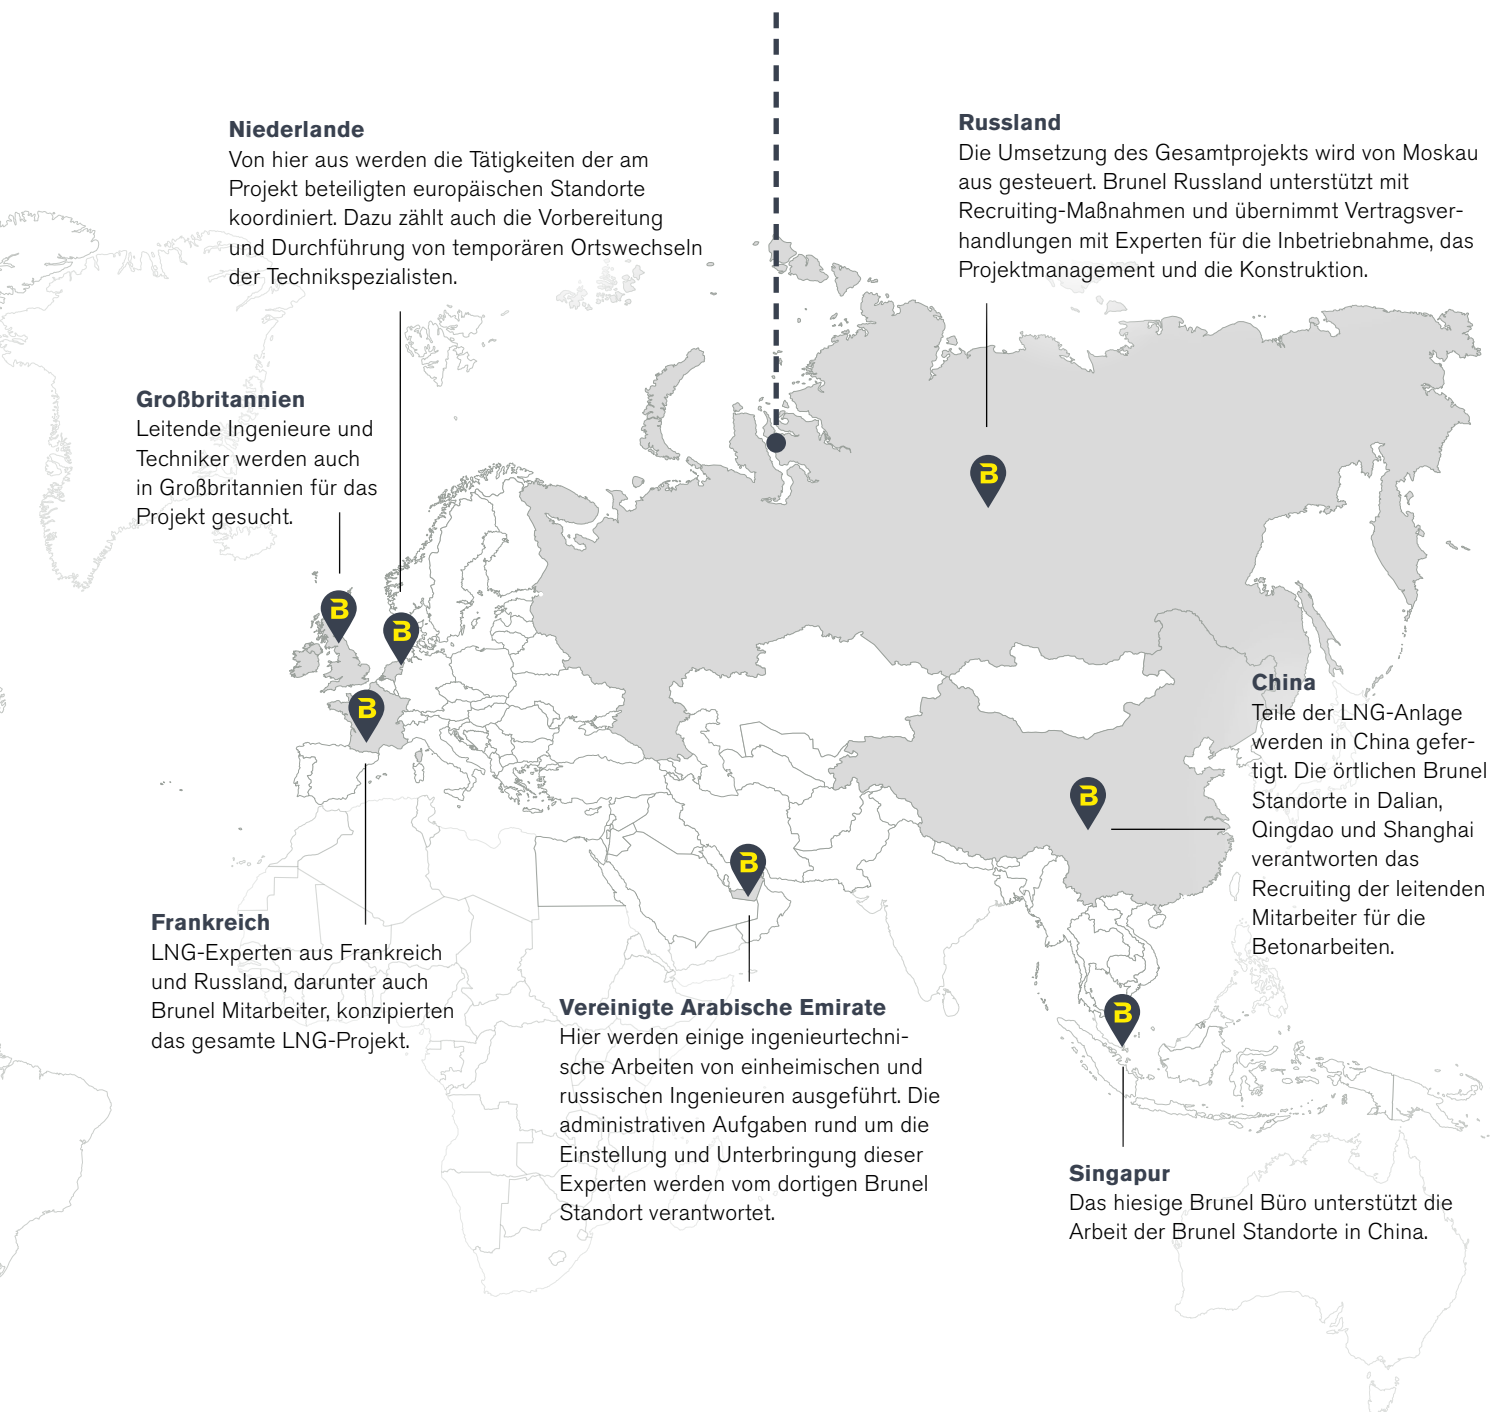 Niederlande
Von hier aus werden die Tätigkeiten der am
Projekt beteiligten europäischen Standorte
koordiniert. Dazu zählt auch die Vorbereitung
und Durchführung von temporären Ortswechseln
der Technikspezialisten.
Russland
Die Umsetzung des Gesamtprojekts wird von Moskau
aus gesteuert. Brunel Russland unterstützt mit
Recruiting-Maßnahmen und übernimmt Vertragsver-
handlungen mit Experten für die Inbetriebnahme, das
Projektmanagement und die Konstruktion.
Großbritannien
Leitende Ingenieure und
Techniker werden auch
in Großbritannien für das
Projekt gesucht.
B
B
B
B
China
Teile der LNG-Anlage
werden in China gefer-
tigt. Die örtlichen Brunel
Standorte in Dalian,
Qingdao und Shanghai
verantworten das
Recruiting der leitenden
Mitarbeiter für die
Betonarbeiten.
B
B
Frankreich
LNG-Experten aus Frankreich
und Russland, darunter auch
Brunel Mitarbeiter, konzipierten
das gesamte LNG-Projekt.
Vereinigte Arabische Emirate
Hier werden einige ingenieurtechni-
sche Arbeiten von einheimischen und
russischen Ingenieuren ausgeführt. Die
administrativen Aufgaben rund um die
Einstellung und Unterbringung dieser
Experten werden vom dortigen Brunel
Standort verantwortet.
B
Singapur
Das hiesige Brunel Büro unterstützt die
Arbeit der Brunel Standorte in China.